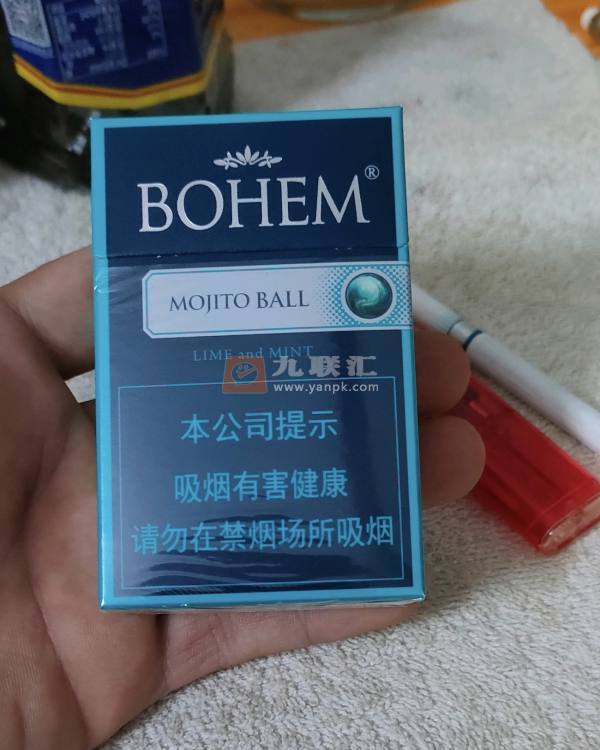 BOHEM®
MOJITO BALL
LIME and MINT
九联汇
www.yanpk.com
本公司提示
吸烟有害健康
请勿在禁烟场所吸烟